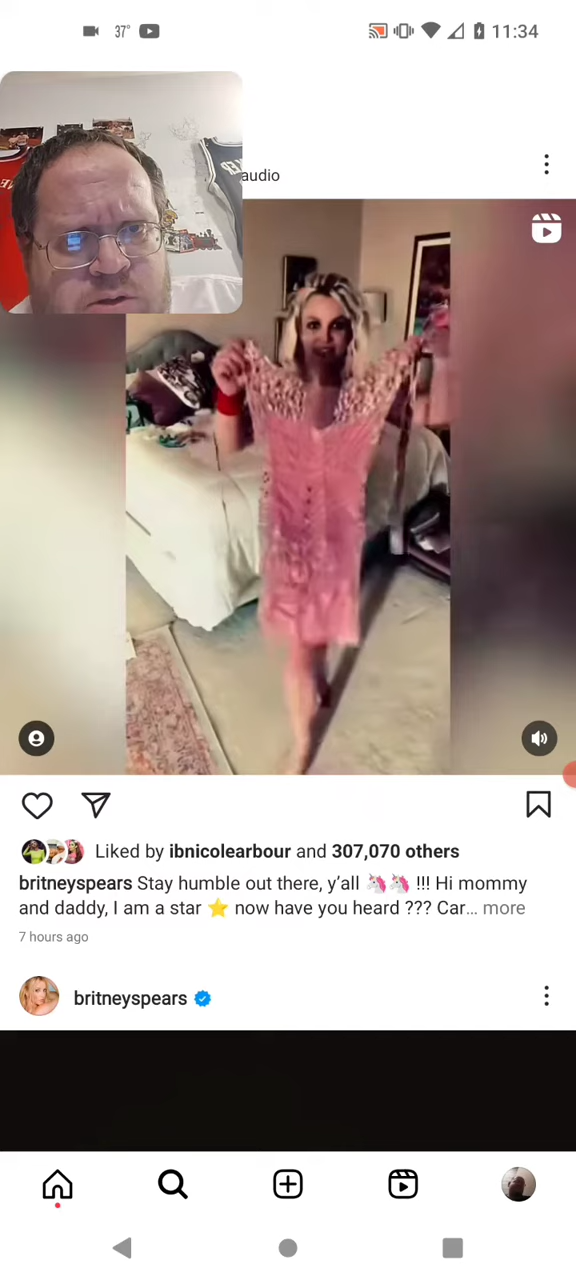 37°
11:34
audio
Liked by ibnicolearbour and 307,070 others
britneyspears Stay humble out there, y’all 🦄🦄 !!! Hi mommy
and daddy, I am a star ⭐ now have you heard ??? Car... more
7 hours ago
britneyspears